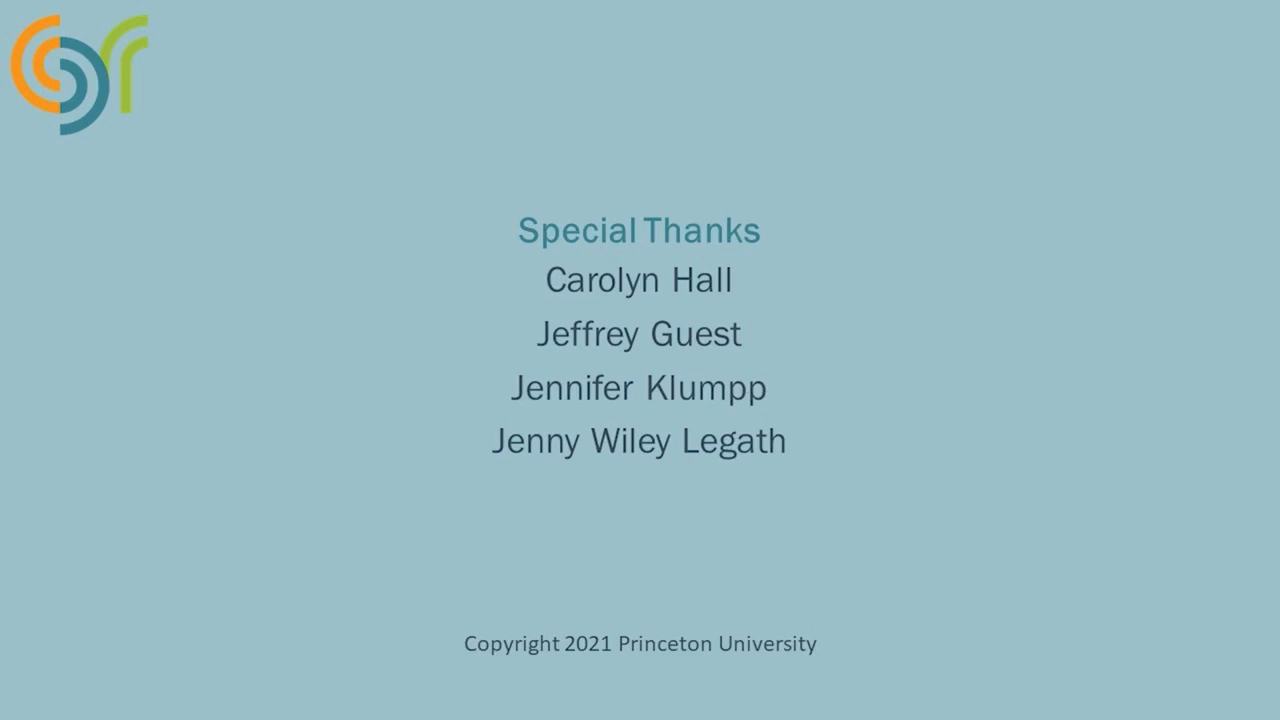 Special Thanks
Carolyn Hall
Jeffrey Guest
Jennifer Klumpp
Jenny Wiley Legath
Copyright 2021 Princeton University